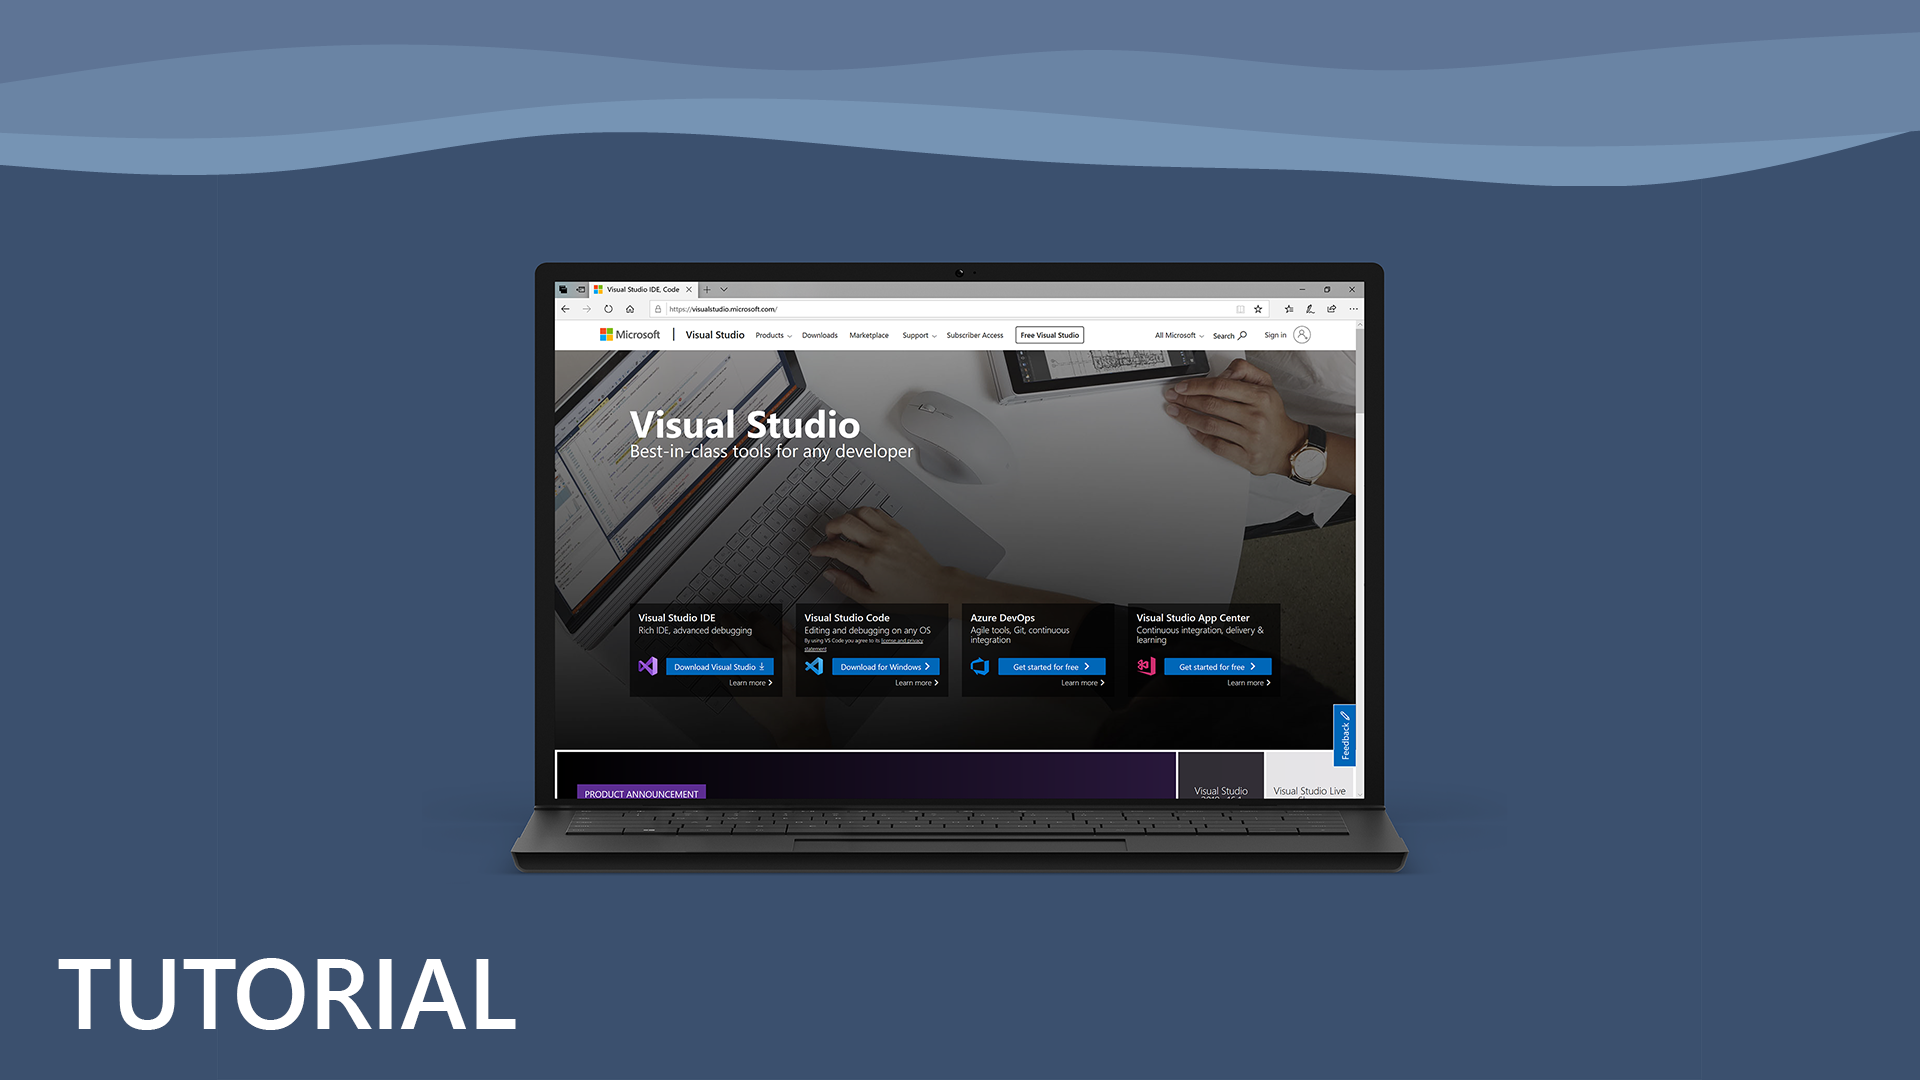 Visual Studio IDE, Code
https://visualstudio.microsoft.com/
Microsoft
Visual Studio
Products
Downloads
Marketplace
Support
Subscriber Access
Free Visual Studio
All Microsoft
Search
Sign in
Visual Studio
Best-in-class tools for any developer
Visual Studio IDE
Rich IDE, advanced debugging
Download Visual Studio
Learn more
Visual Studio Code
Editing and debugging on any OS
By using VS Code you agree to its license and privacy
statement
Download for Windows
Learn more
Azure DevOps
Agile tools, Git, continuous
integration
Get started for free
Learn more
Visual Studio App Center
Continuous integration, delivery &
learning
Get started for free
Learn more
Feedback
PRODUCT ANNOUNCEMENT
Visual Studio
Visual Studio Live
TUTORIAL